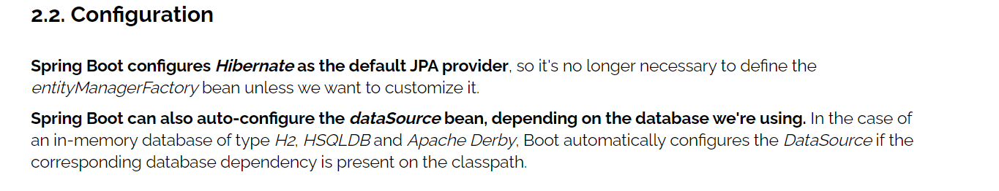 2.2. Configuration
Spring Boot configures Hibernate as the default JPA provider, so it's no longer necessary to define the
entityManagerFactory bean unless we want to customize it.
Spring Boot can also auto-configure the dataSource bean, depending on the database we're using. In the case of
an in-memory database of type H2, HSQLDB and Apache Derby, Boot automatically configures the DataSource if the
corresponding database dependency is present on the classpath.